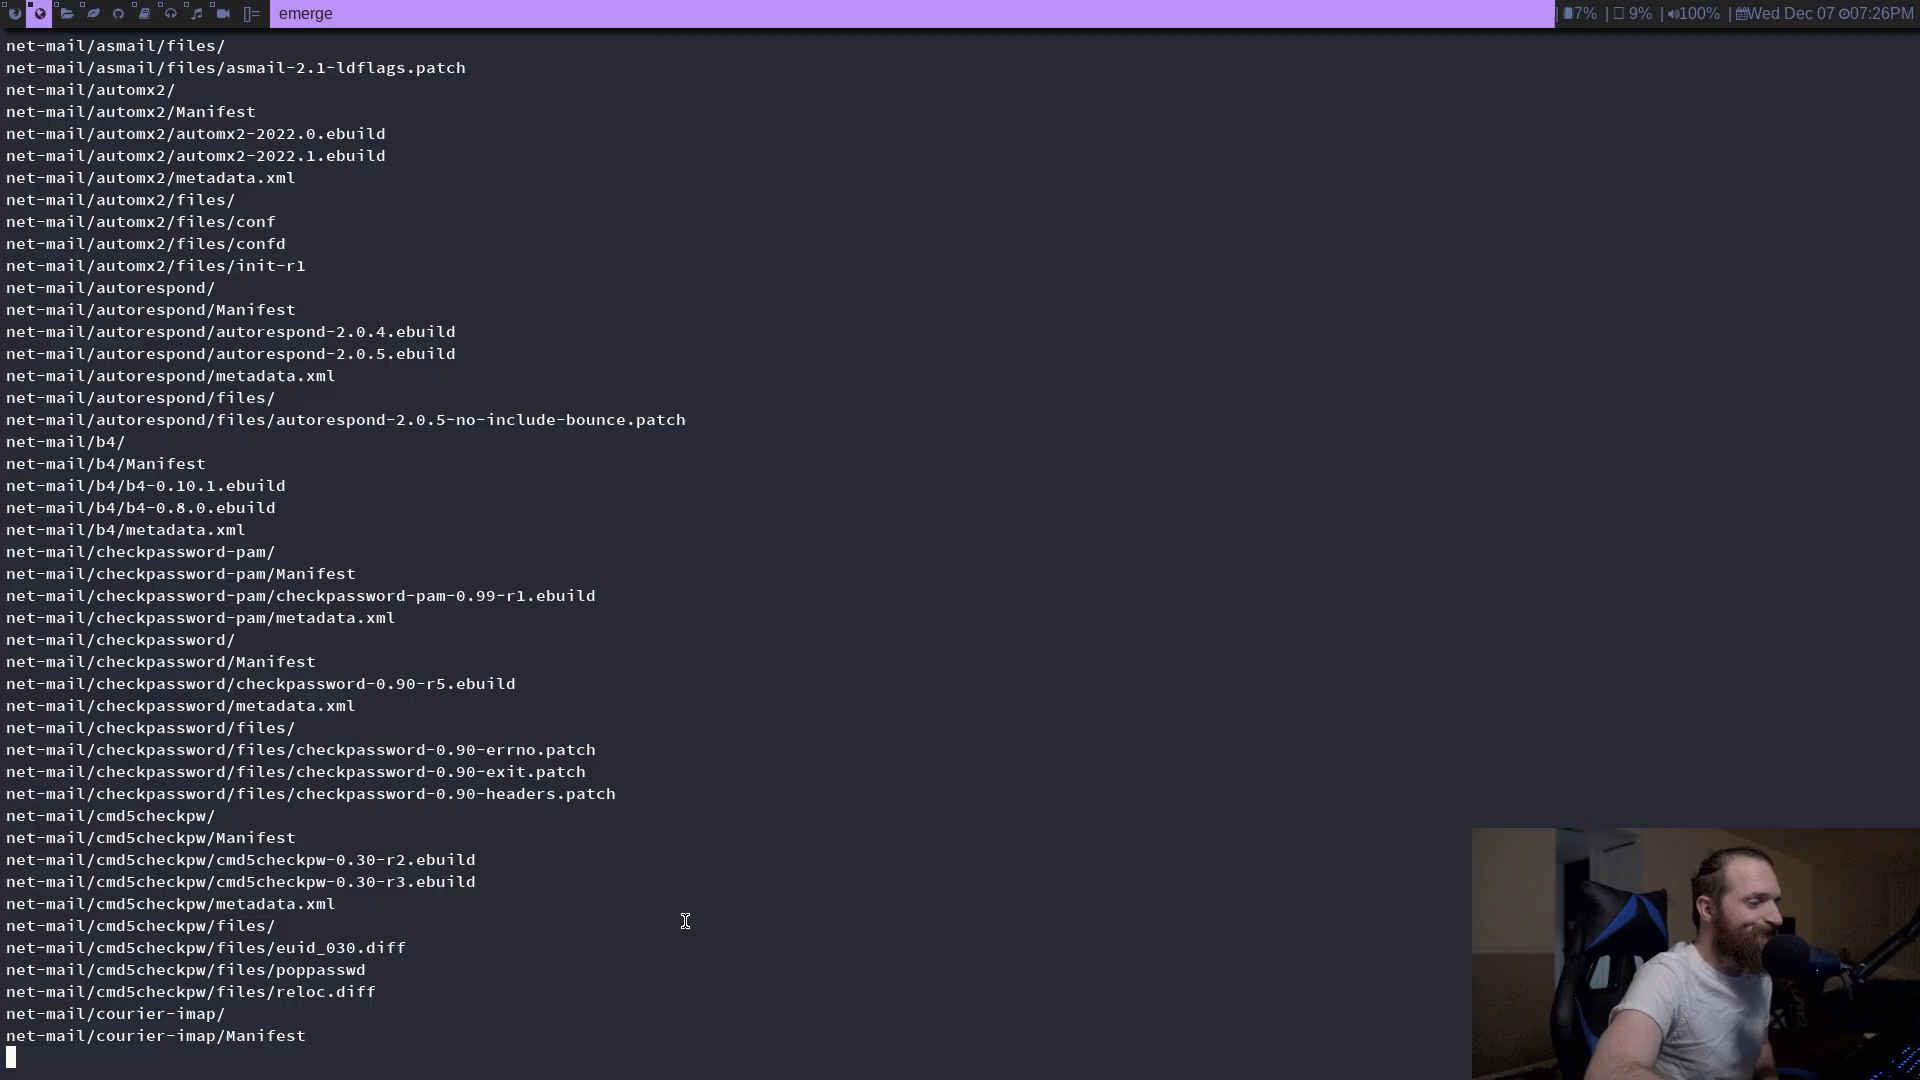 []= emerge | 7% | 9% | 100% | Wed Dec 07 07:26PM
net-mail/asmail/files/
net-mail/asmail/files/asmail-2.1-ldflags.patch
net-mail/automx2/
net-mail/automx2/Manifest
net-mail/automx2/automx2-2022.0.ebuild
net-mail/automx2/automx2-2022.1.ebuild
net-mail/automx2/metadata.xml
net-mail/automx2/files/
net-mail/automx2/files/conf
net-mail/automx2/files/confd
net-mail/automx2/files/init-r1
net-mail/autorespond/
net-mail/autorespond/Manifest
net-mail/autorespond/autorespond-2.0.4.ebuild
net-mail/autorespond/autorespond-2.0.5.ebuild
net-mail/autorespond/metadata.xml
net-mail/autorespond/files/
net-mail/autorespond/files/autorespond-2.0.5-no-include-bounce.patch
net-mail/b4/
net-mail/b4/Manifest
net-mail/b4/b4-0.10.1.ebuild
net-mail/b4/b4-0.8.0.ebuild
net-mail/b4/metadata.xml
net-mail/checkpassword-pam/
net-mail/checkpassword-pam/Manifest
net-mail/checkpassword-pam/checkpassword-pam-0.99-r1.ebuild
net-mail/checkpassword-pam/metadata.xml
net-mail/checkpassword/
net-mail/checkpassword/Manifest
net-mail/checkpassword/checkpassword-0.90-r5.ebuild
net-mail/checkpassword/metadata.xml
net-mail/checkpassword/files/
net-mail/checkpassword/files/checkpassword-0.90-errno.patch
net-mail/checkpassword/files/checkpassword-0.90-exit.patch
net-mail/checkpassword/files/checkpassword-0.90-headers.patch
net-mail/cmd5checkpw/
net-mail/cmd5checkpw/Manifest
net-mail/cmd5checkpw/cmd5checkpw-0.30-r2.ebuild
net-mail/cmd5checkpw/cmd5checkpw-0.30-r3.ebuild
net-mail/cmd5checkpw/metadata.xml
net-mail/cmd5checkpw/files/
net-mail/cmd5checkpw/files/euid_030.diff
net-mail/cmd5checkpw/files/poppasswd
net-mail/cmd5checkpw/files/reloc.diff
net-mail/courier-imap/
net-mail/courier-imap/Manifest